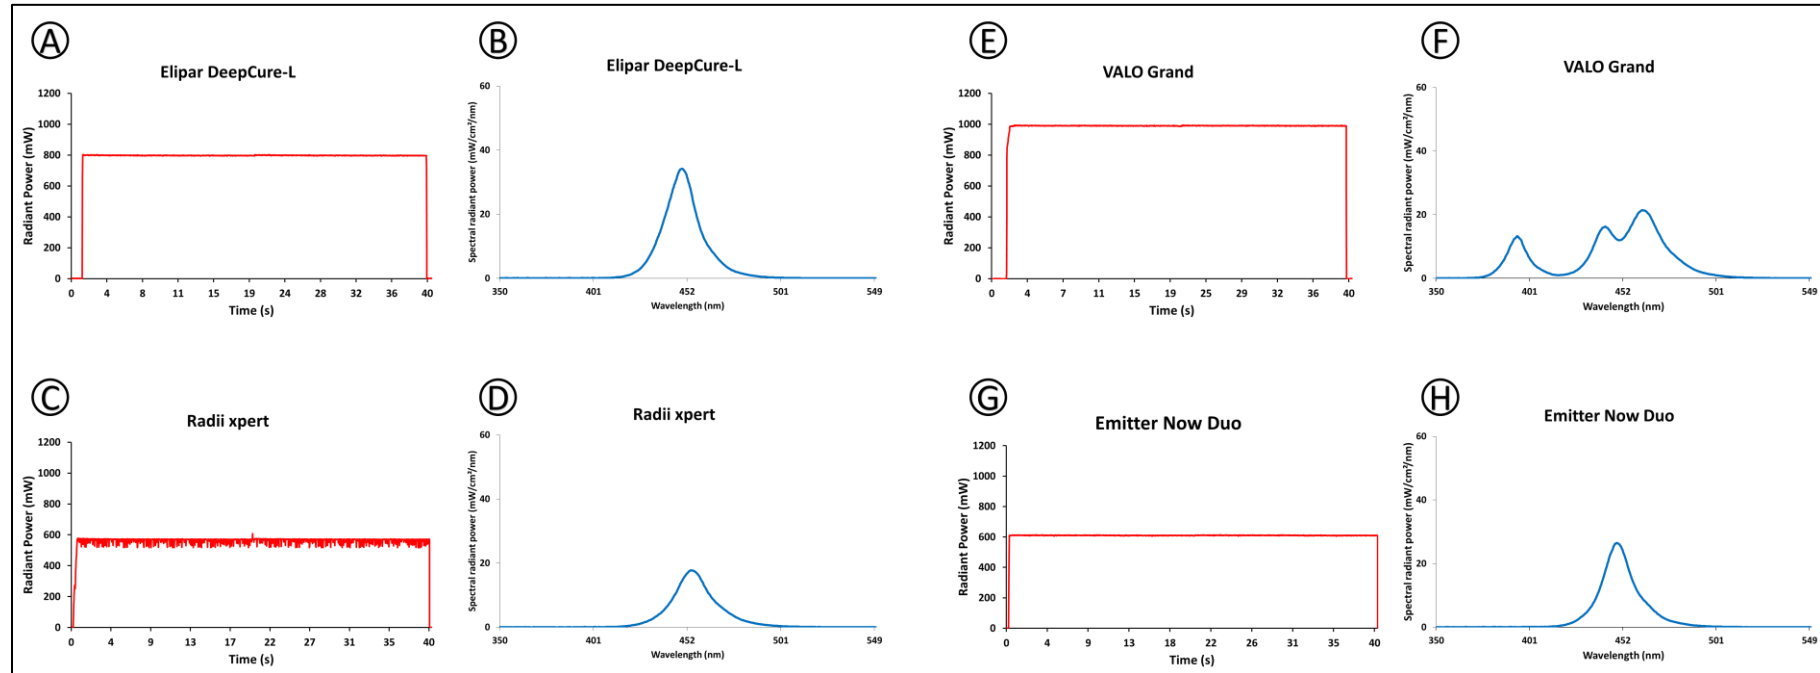 A
Elipar DeepCure-L
1200
1000
800
600
400
200
0
Radiant Power (mW)
0 4 8 11 15 19 24 28 32 36 40
Time (s)
B
Elipar DeepCure-L
60
40
20
0
Spectral radiant power (mW/cm²/nm)
350 401 452 501 549
Wavelength (nm)
E
VALO Grand
1200
1000
800
600
400
200
0
Radiant Power (mW)
0 4 7 11 15 19 21 25 29 32 36 40
Time (s)
F
VALO Grand
60
40
20
0
Spectral radiant power (mW/cm²/nm)
350 401 452 501 549
Wavelength (nm)
C
Radii xpert
1200
1000
800
600
400
200
0
Radiant Power (mW)
0 4 9 13 17 22 27 31 35 40
Time (s)
D
Radii xpert
60
40
20
0
Spectral radiant power (mW/cm²/nm)
350 401 452 501 549
Wavelength (nm)
G
Emitter Now Duo
1200
1000
800
600
400
200
0
Radiant Power (mW)
0 4 9 13 18 22 26 31 35 40
Time (s)
H
Emitter Now Duo
60
40
20
0
Spectral radiant power (mW/cm²/nm)
350 401 452 501 549
Wavelength (nm)